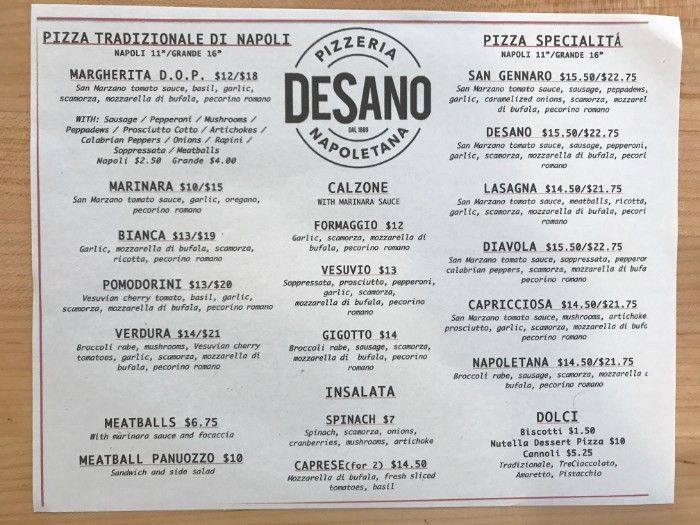 PIZZA TRADIZIONALE DI NAPOLI
NAPOLI 11"/GRANDE 16"
MARGHERITA D.O.P. $12/$18
San Marzano tomato sauce, basil, garlic,
scamorza, mozzarella di bufala, pecorino romano
WITH: Sausage / Pepperoni / Mushrooms /
Peppadews / Prosciutto Cotto / Artichokes /
Calabrian Peppers / Onions / Rapini /
Soppressata / Meatballs
Napoli $2.50 Grande $4.00
MARINARA $10/$15
San Marzano tomato sauce, garlic, oregano,
pecorino romano
BIANCA $13/$19
Garlic, mozzarella di bufala, scamorza,
ricotta, pecorino romano
POMODORINI $13/$20
Vesuvian cherry tomato, basil, garlic,
scamorza, mozzarella di bufala, pecorino romano
VERDURA $14/$21
Broccoli rabe, mushrooms, Vesuvian cherry
tomatoes, garlic, scamorza, mozzarella di
bufala, pecorino romano
MEATBALLS $6.75
With marinara sauce and focaccia
MEATBALL PANUOZZO $10
Sandwich and side salad
PIZZERIA
DESANO
DAL 1889
NAPOLETANA
CALZONE
WITH MARINARA SAUCE
FORMAGGIO $12
Garlic, scamorza, mozzarella di
bufala, pecorino romano
VESUVIO $13
Soppressata, prosciutto, pepperoni,
garlic, scamorza,
mozzarella di bufala, pecorino
romano
GIGOTTO $14
Broccoli rabe, sausage, scamorza,
mozzarella di bufala, pecorino
romano
INSALATA
SPINACH $7
Spinach, scamorza, onions,
cranberries, mushrooms, artichoke
CAPRESE(for 2) $14.50
Mozzarella di bufala, fresh sliced
tomatoes, basil
PIZZA SPECIALITÁ
NAPOLI 11"/GRANDE 16"
SAN GENNARO $15.50/$22.75
San Marzano tomato sauce, sausage, peppadews,
garlic, caramelized onions, scamorza, mozzarel
di bufala, pecorino romano
DESANO $15.50/$22.75
San Marzano tomato sauce, sausage, pepperoni,
garlic, scamorza, mozzarella di bufala, pecori
romano
LASAGNA $14.50/$21.75
San Marzano tomato sauce, meatballs, ricotta,
garlic, scamorza, mozzarella di bufala, pecori
romano
DIAVOLA $15.50/$22.75
San Marzano tomato sauce, soppressata, pepperon
calabrian peppers, scamorza, mozzarella di bufa
pecorino romano
CAPRICCIOSA $14.50/$21.75
San Marzano tomato sauce, mushrooms, artichoke
prosciutto, garlic, scamorza, mozzarella di bufa
pecorino romano
NAPOLETANA $14.50/$21.75
Broccoli rabe, sausage, scamorza, mozzarella
bufala, pecorino romano
DOLCI
Biscotti $1.50
Nutella Dessert Pizza $10
Cannoli $5.25
Tradizionale, TreCioccolato,
Amaretto, Pistacchio